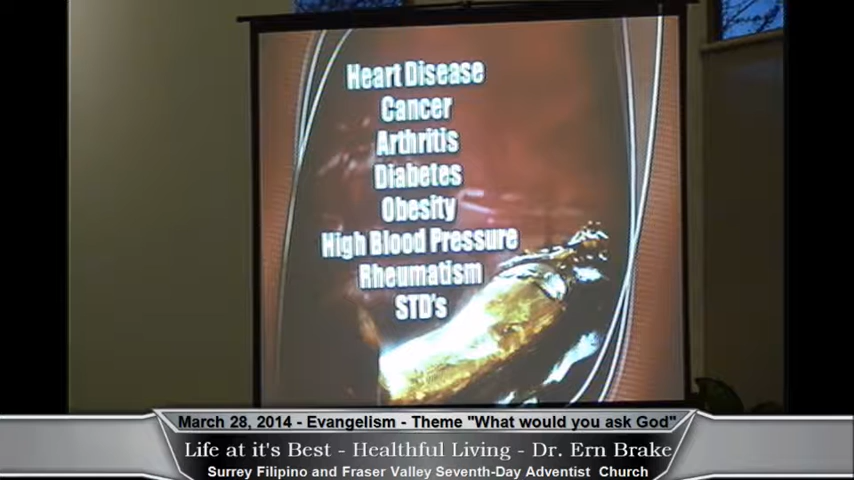 Heart Disease
Cancer
Arthritis
Diabetes
Obesity
High Blood Pressure
Rheumatism
STD's
March 28, 2014 - Evangelism - Theme "What would you ask God"
Life at it's Best - Healthful Living - Dr. Ern Brake
Surrey Filipino and Fraser Valley Seventh-Day Adventist Church